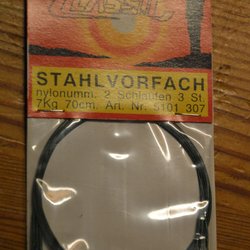 STAHLVORFACH
nylonumm. 2 Schlaufen 3 St.
7Kg 70cm. Art. Nr. 5101 307